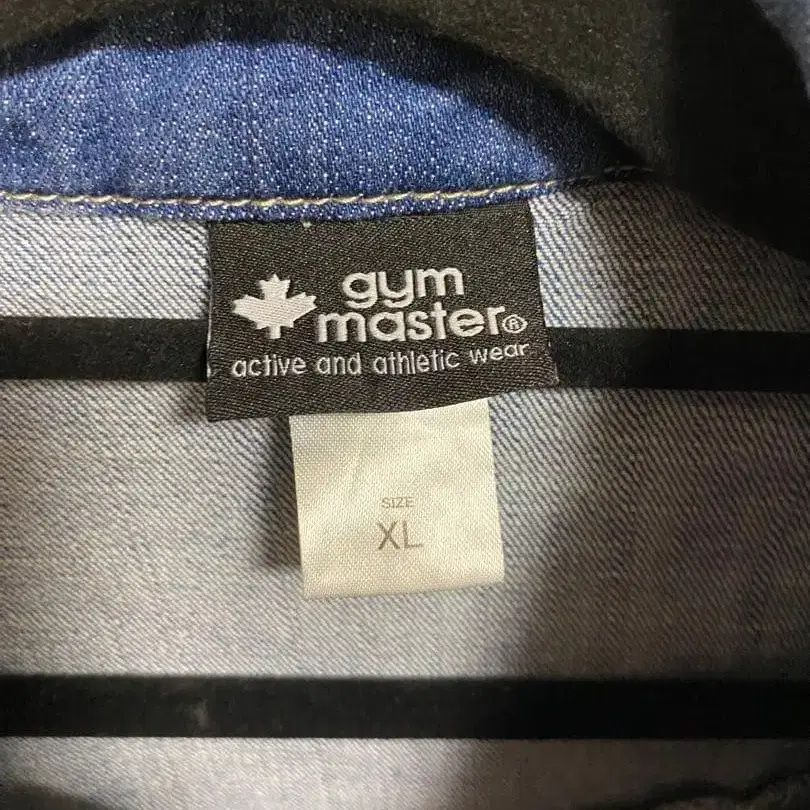 gym
master®
active and athletic wear
SIZE
XL